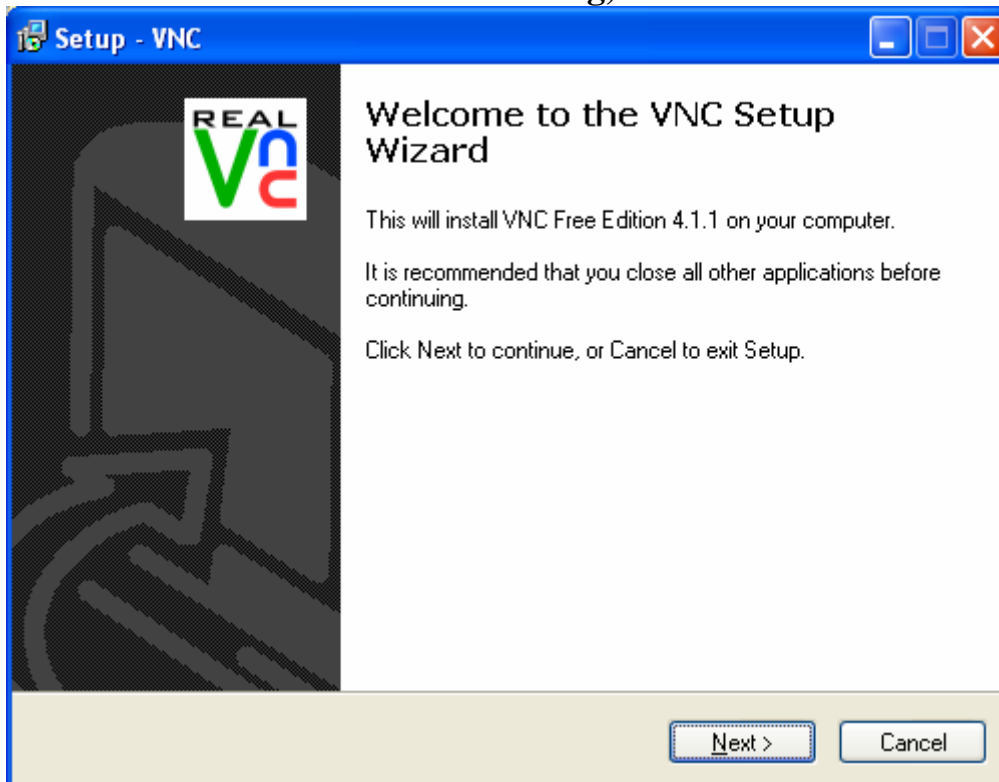 Setup - VNC
REAL
Vnc
Welcome to the VNC Setup
Wizard
This will install VNC Free Edition 4.1.1 on your computer.
It is recommended that you close all other applications before
continuing.
Click Next to continue, or Cancel to exit Setup.
Next >
Cancel